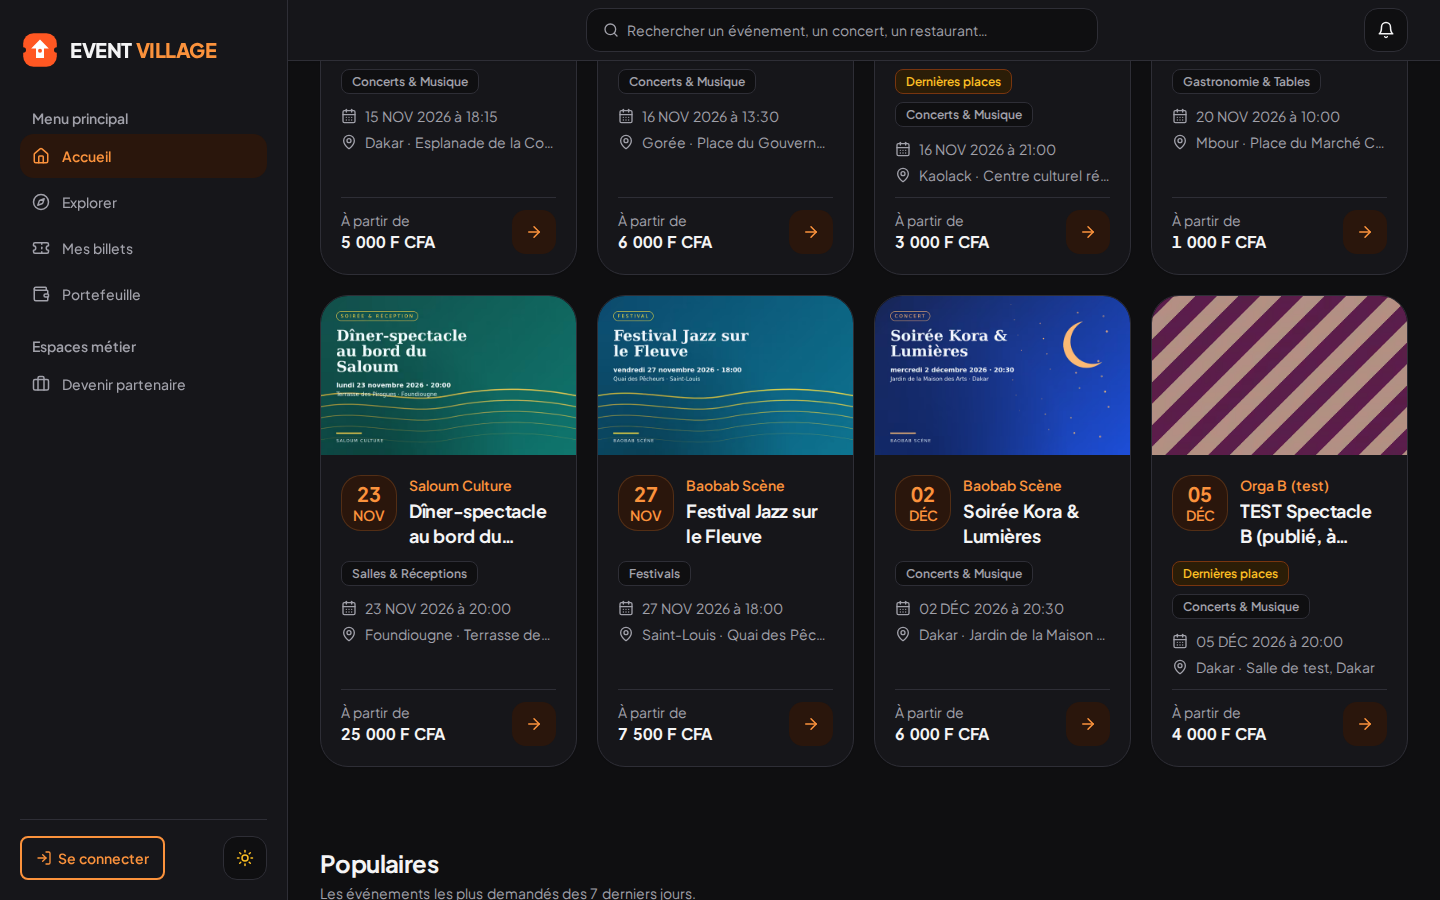 EVENT VILLAGE
Rechercher un événement, un concert, un restaurant...
Menu principal
Accueil
Explorer
Mes billets
Portefeuille
Espaces métier
Devenir partenaire
Se connecter
Concerts & Musique
15 NOV 2026 à 18:15
Dakar · Esplanade de la Co...
À partir de
5 000 F CFA
Concerts & Musique
16 NOV 2026 à 13:30
Gorée · Place du Gouvern...
À partir de
6 000 F CFA
Dernières places
Concerts & Musique
16 NOV 2026 à 21:00
Kaolack · Centre culturel ré...
À partir de
3 000 F CFA
Gastronomie & Tables
20 NOV 2026 à 10:00
Mbour · Place du Marché C...
À partir de
1 000 F CFA
SOIRÉE & RÉCEPTION
Dîner-spectacle
au bord du
Saloum
lundi 23 novembre 2026 · 20:00
Terrasse des Pirogues · Foundiougne
SALOUM CULTURE
23
NOV
Saloum Culture
Dîner-spectacle
au bord du...
Salles & Réceptions
23 NOV 2026 à 20:00
Foundiougne · Terrasse de...
À partir de
25 000 F CFA
FESTIVAL
Festival Jazz sur
le Fleuve
vendredi 27 novembre 2026 · 18:00
Quai des Pêcheurs · Saint-Louis
BAOBAB SCÈNE
27
NOV
Baobab Scène
Festival Jazz sur
le Fleuve
Festivals
27 NOV 2026 à 18:00
Saint-Louis · Quai des Pêc...
À partir de
7 500 F CFA
CONCERT
Soirée Kora &
Lumières
mercredi 2 décembre 2026 · 20:30
Jardin de la Maison des Arts · Dakar
BAOBAB SCÈNE
02
DÉC
Baobab Scène
Soirée Kora &
Lumières
Concerts & Musique
02 DÉC 2026 à 20:30
Dakar · Jardin de la Maison ...
À partir de
6 000 F CFA
05
DÉC
Orga B (test)
TEST Spectacle
B (publié, à...
Dernières places
Concerts & Musique
05 DÉC 2026 à 20:00
Dakar · Salle de test, Dakar
À partir de
4 000 F CFA
Populaires
Les événements les plus demandés des 7 derniers jours.